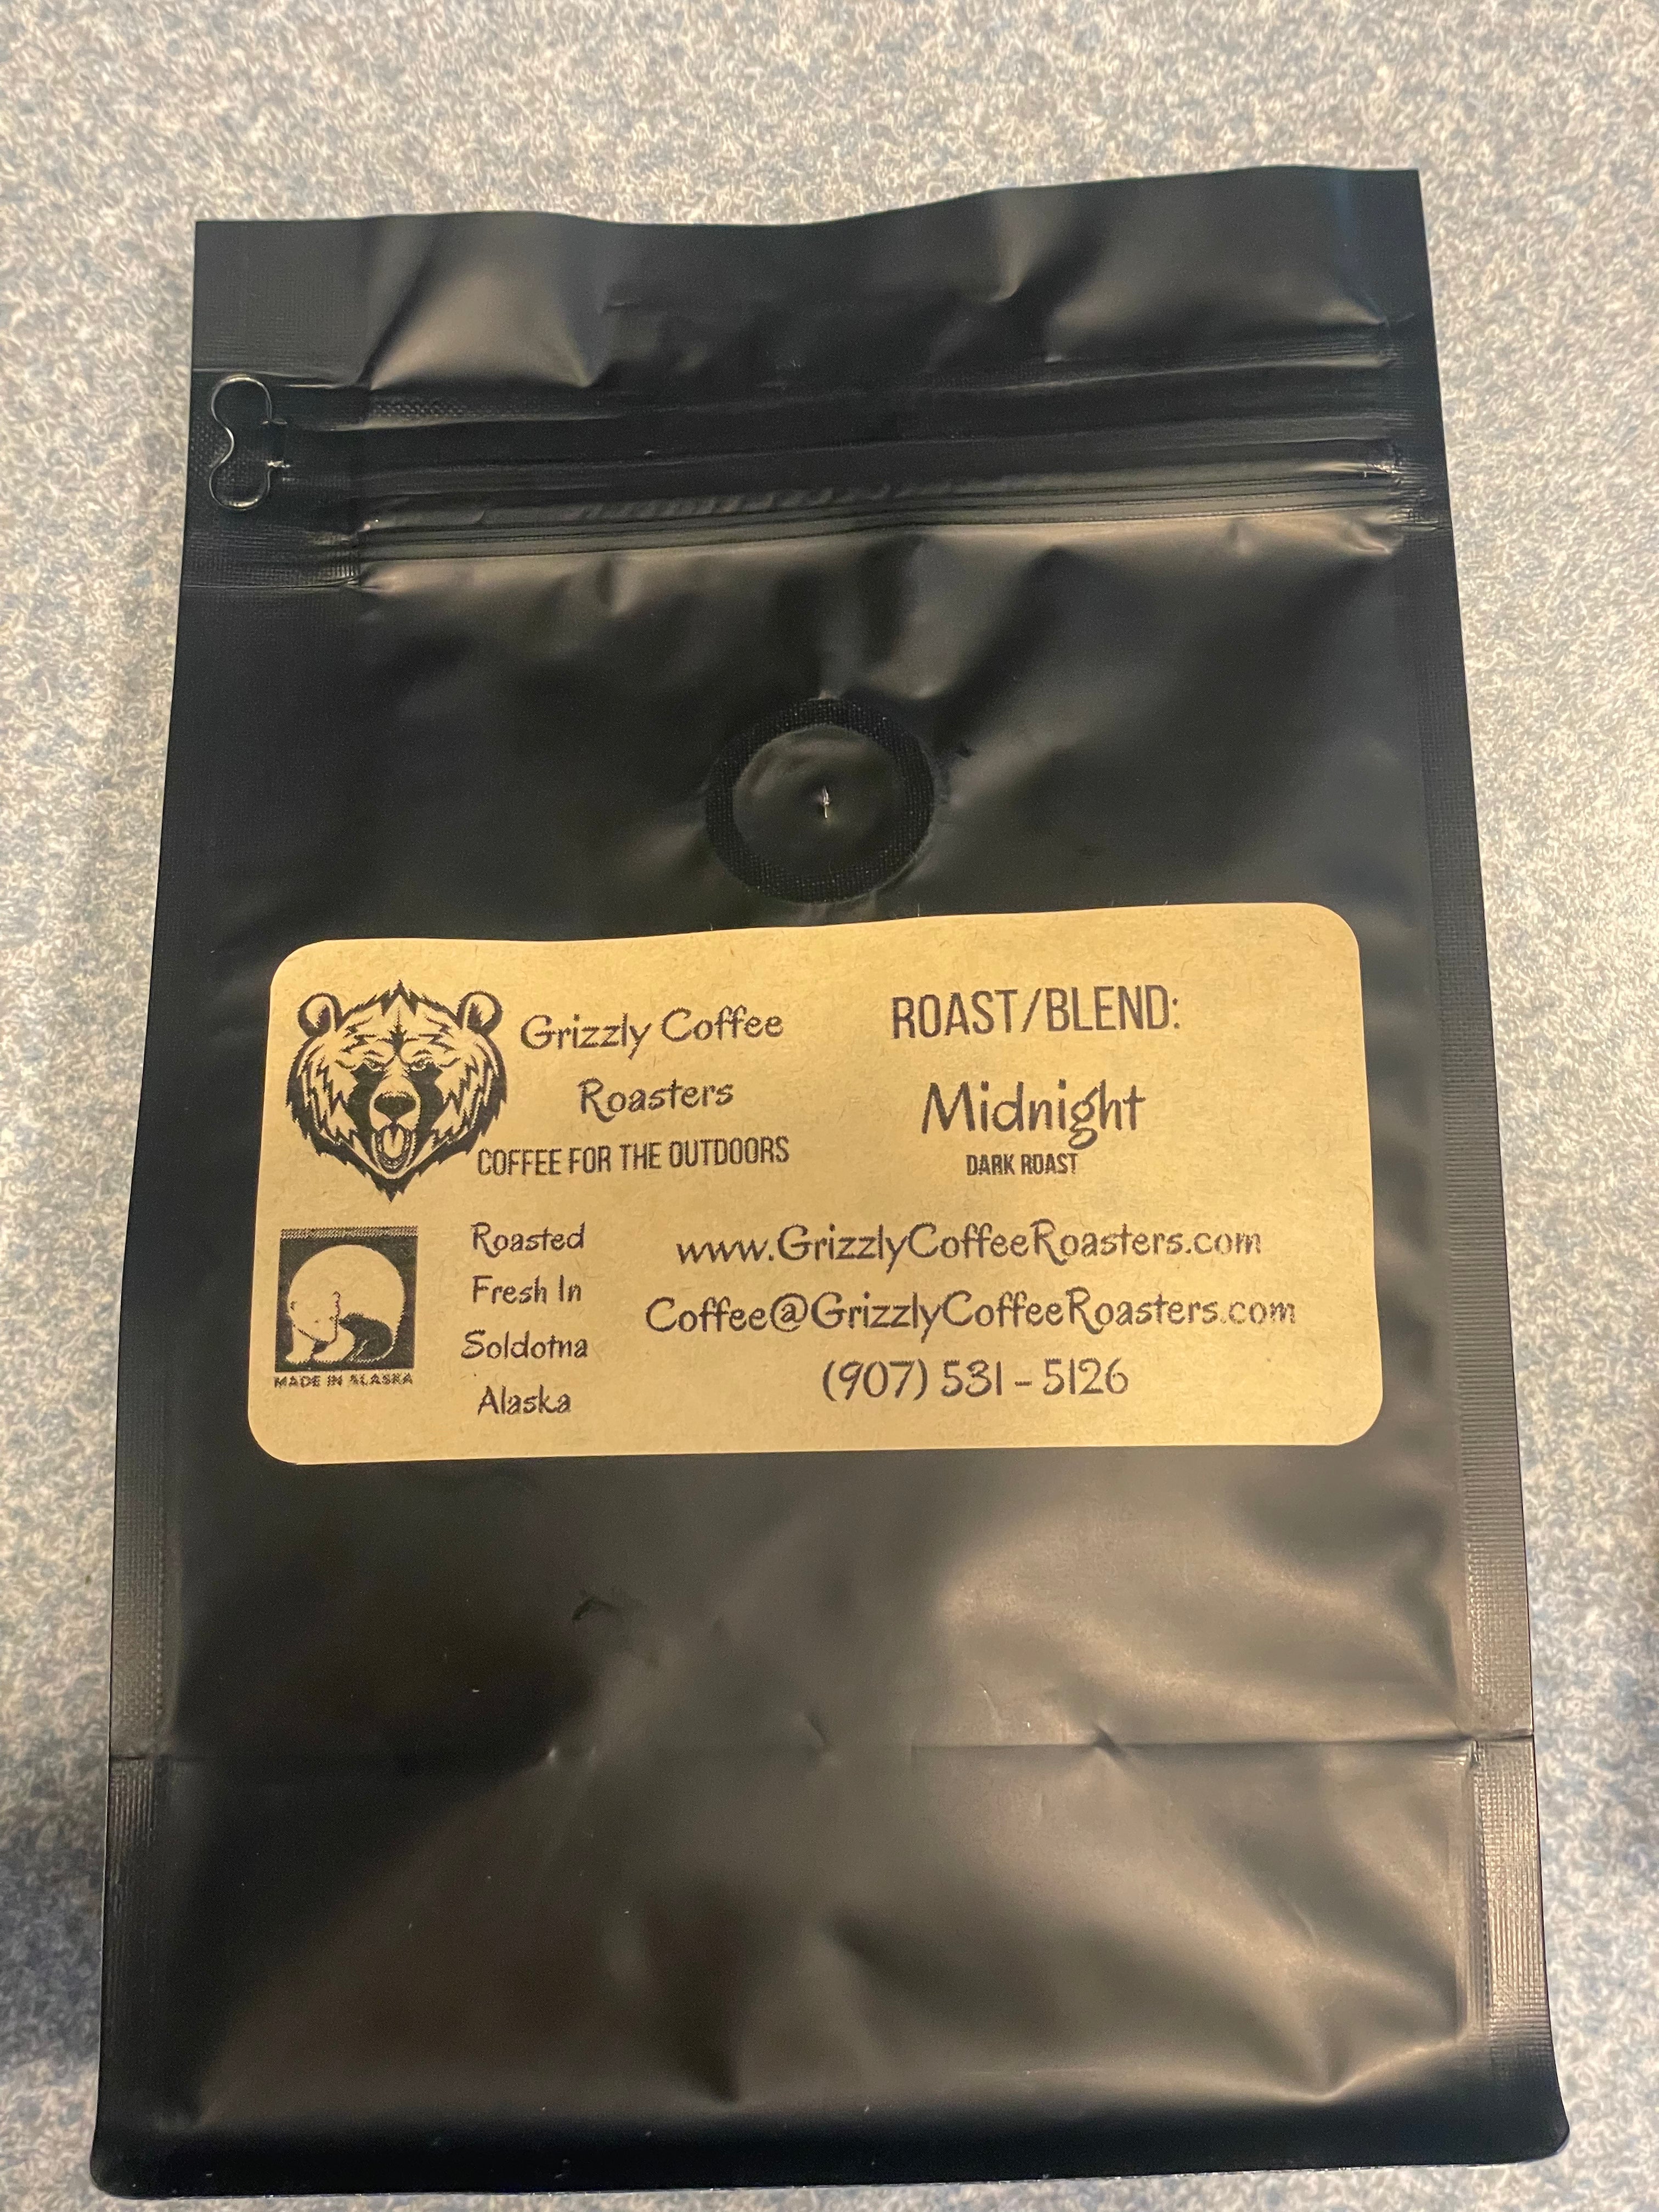 Grizzly Coffee
Roasters
COFFEE FOR THE OUTDOORS
ROAST/BLEND:
Midnight
DARK ROAST
MADE IN ALASKA
Roasted
Fresh In
Soldotna
Alaska
www.GrizzlyCoffeeRoasters.com
Coffee@GrizzlyCoffeeRoasters.com
(907) 531-5126